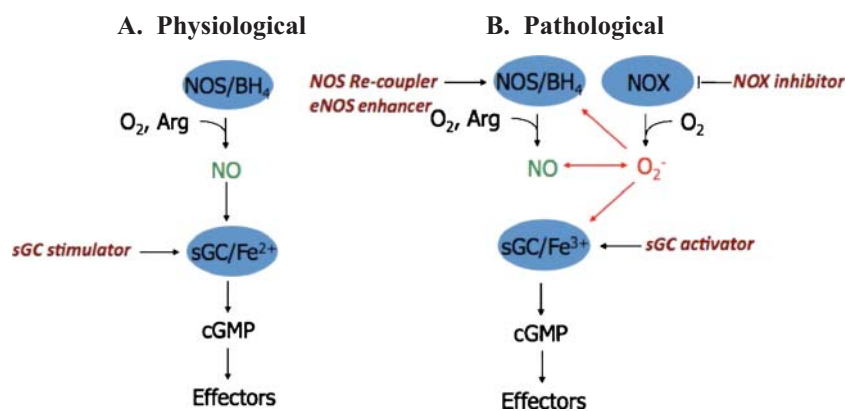 A. Physiological
NOS/BH₄
O₂, Arg
NO
sGC stimulator
sGC/Fe²⁺
cGMP
Effectors
B. Pathological
NOS Re-coupler
eNOS enhancer
NOS/BH₄
NOX
NOX inhibitor
O₂, Arg
O₂
NO
O₂⁻
sGC/Fe³⁺
sGC activator
cGMP
Effectors